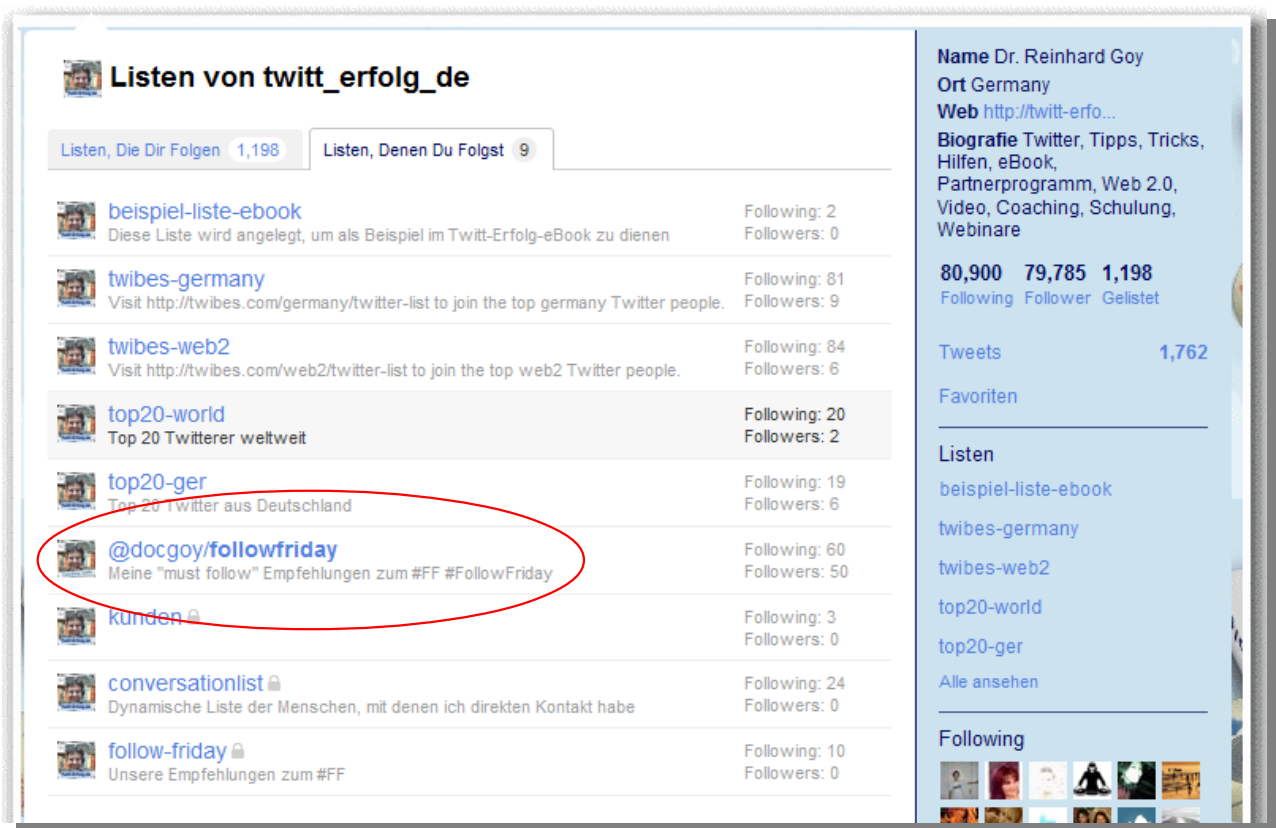 Listen von twitt_erfolg_de
Listen, Die Dir Folgen 1,198
Listen, Denen Du Folgst 9
beispiel-liste-ebook
Diese Liste wird angelegt, um als Beispiel im Twitt-Erfolg-eBook zu dienen
Following: 2
Followers: 0
twibes-germany
Visit http://twibes.com/germany/twitter-list to join the top germany Twitter people.
Following: 81
Followers: 9
twibes-web2
Visit http://twibes.com/web2/twitter-list to join the top web2 Twitter people.
Following: 84
Followers: 6
top20-world
Top 20 Twitterer weltweit
Following: 20
Followers: 2
top20-ger
Top 20 Twitter aus Deutschland
Following: 19
Followers: 6
@docgoy/followfriday
Meine "must follow" Empfehlungen zum #FF #FollowFriday
Following: 60
Followers: 50
kunden
Following: 3
Followers: 0
conversationlist
Dynamische Liste der Menschen, mit denen ich direkten Kontakt habe
Following: 24
Followers: 0
follow-friday
Unsere Empfehlungen zum #FF
Following: 10
Followers: 0
Name Dr. Reinhard Goy
Ort Germany
Web http://twitt-erfo...
Biografie Twitter, Tipps, Tricks,
Hilfen, eBook,
Partnerprogramm, Web 2.0,
Video, Coaching, Schulung,
Webinare
80,900 79,785 1,198
Following Follower Gelistet
Tweets 1,762
Favoriten
Listen
beispiel-liste-ebook
twibes-germany
twibes-web2
top20-world
top20-ger
Alle ansehen
Following